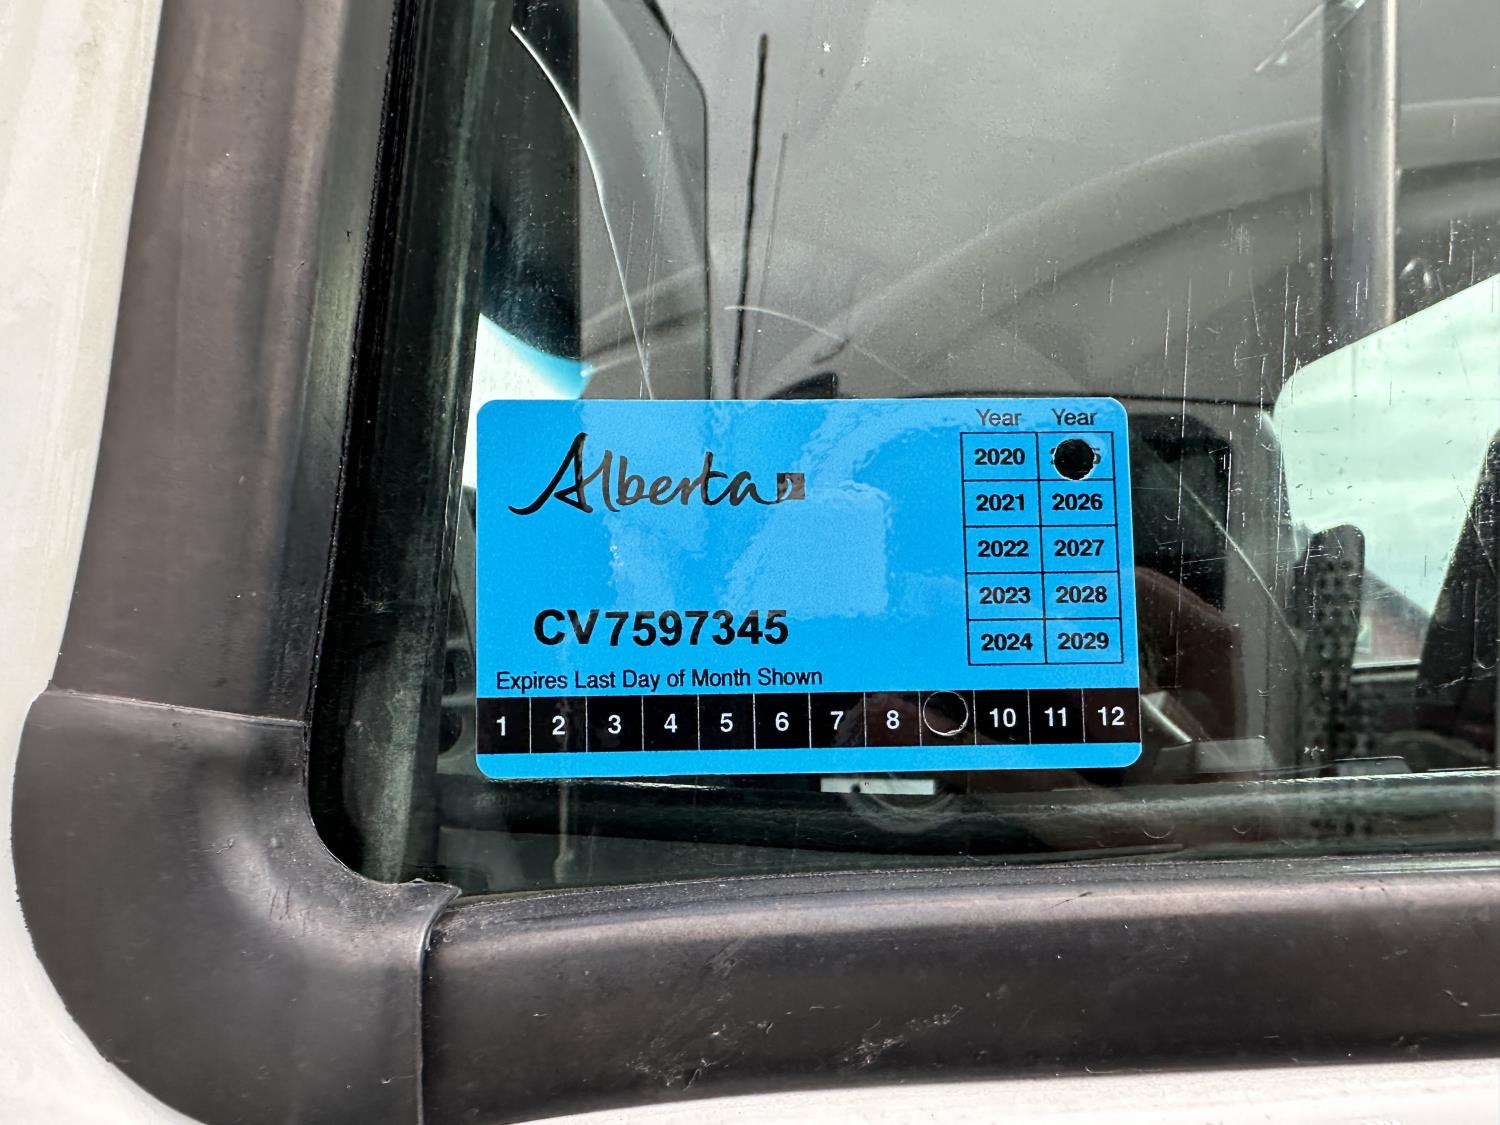 Alberta
Year Year
2020
2021 2026
2022 2027
2023 2028
2024 2029
CV7597345
Expires Last Day of Month Shown
1 2 3 4 5 6 7 8 10 11 12